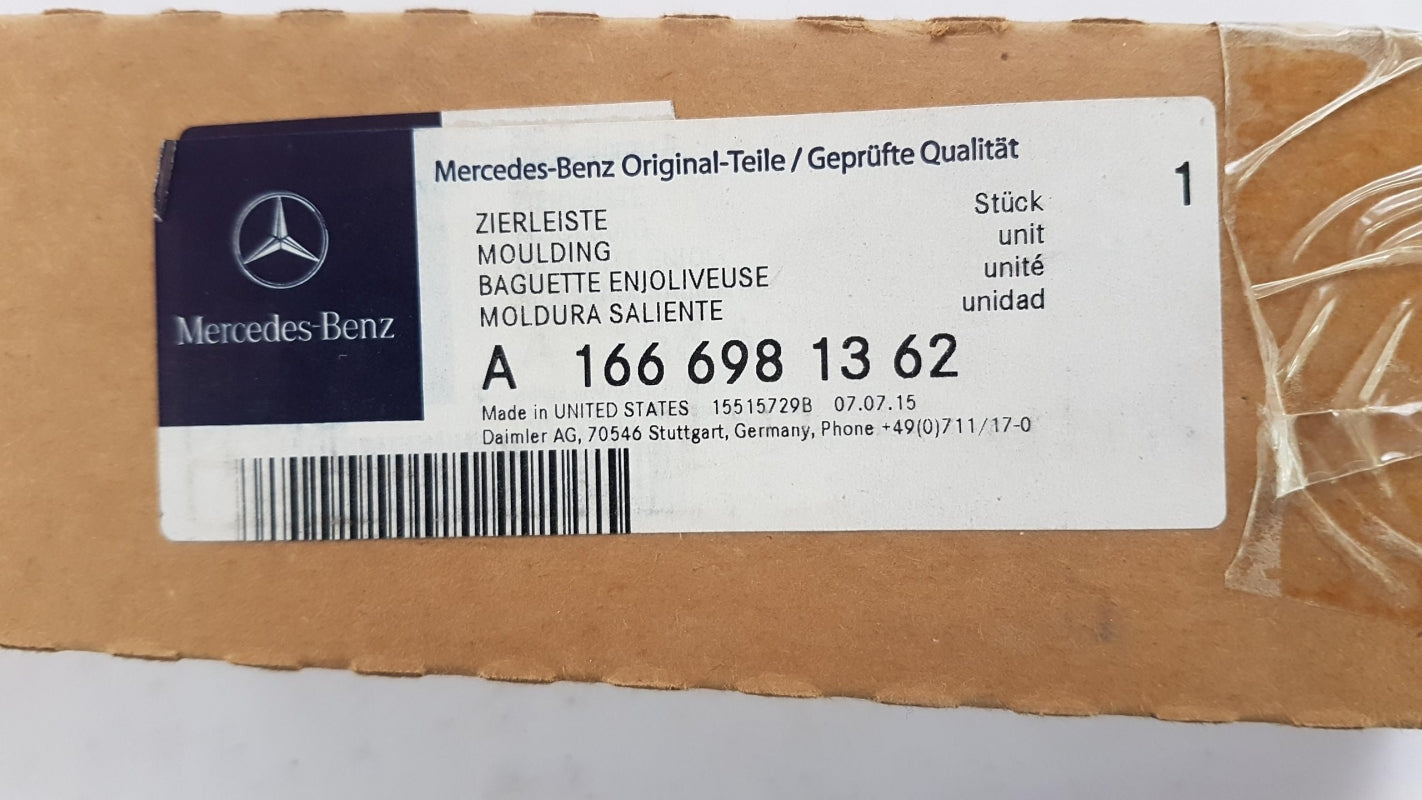 Mercedes-Benz
Mercedes-Benz Original-Teile / Geprüfte Qualität
1
ZIERLEISTE Stück
MOULDING unit
BAGUETTE ENJOLIVEUSE unité
MOLDURA SALIENTE unidad
A 166 698 13 62
Made in UNITED STATES 15515729B 07.07.15
Daimler AG, 70546 Stuttgart, Germany, Phone +49(0)711/17-0